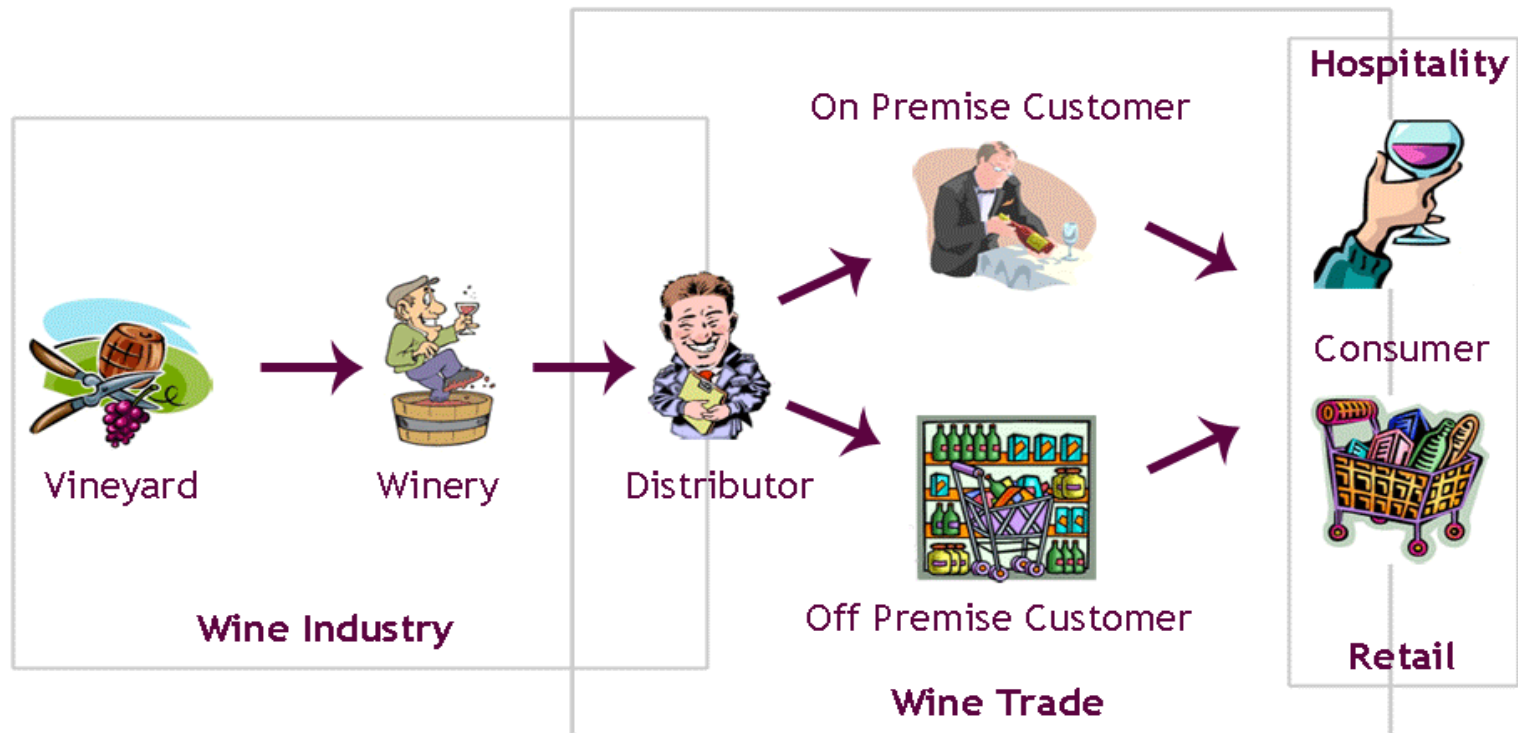 Hospitality
On Premise Customer
Consumer
Vineyard
Winery
Distributor
Off Premise Customer
Wine Industry
Retail
Wine Trade